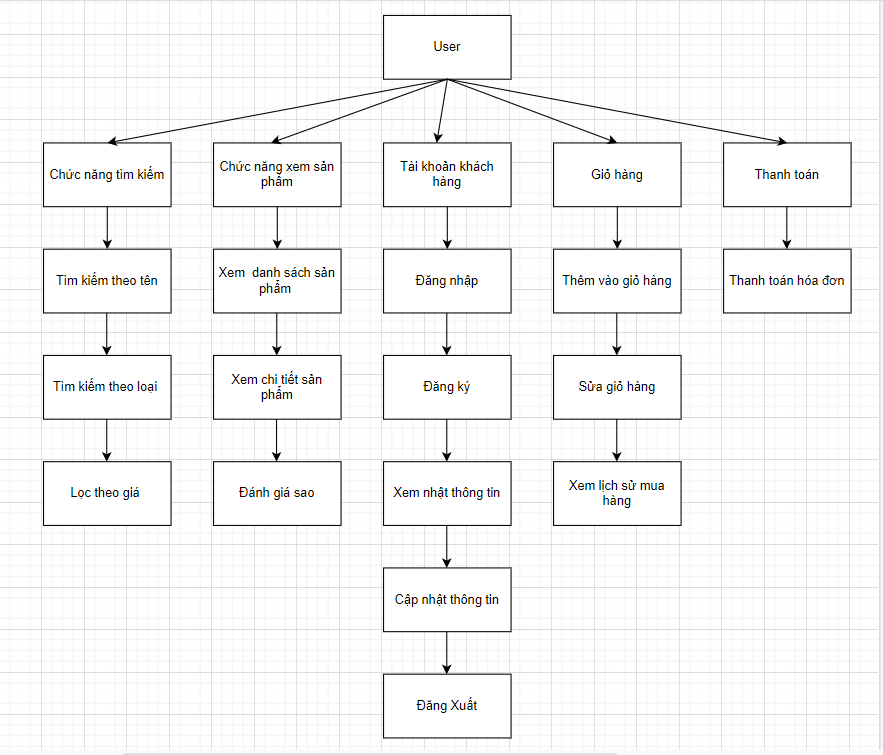 User
Chức năng tìm kiếm
Chức năng xem sản
phẩm
Tài khoản khách
hàng
Giỏ hàng
Thanh toán
Tìm kiếm theo tên
Xem danh sách sản
phẩm
Đăng nhập
Thêm vào giỏ hàng
Thanh toán hóa đơn
Tìm kiếm theo loại
Xem chi tiết sản
phẩm
Đăng ký
Sửa giỏ hàng
Lọc theo giá
Đánh giá sao
Xem nhật thông tin
Xem lịch sử mua
hàng
Cập nhật thông tin
Đăng Xuất